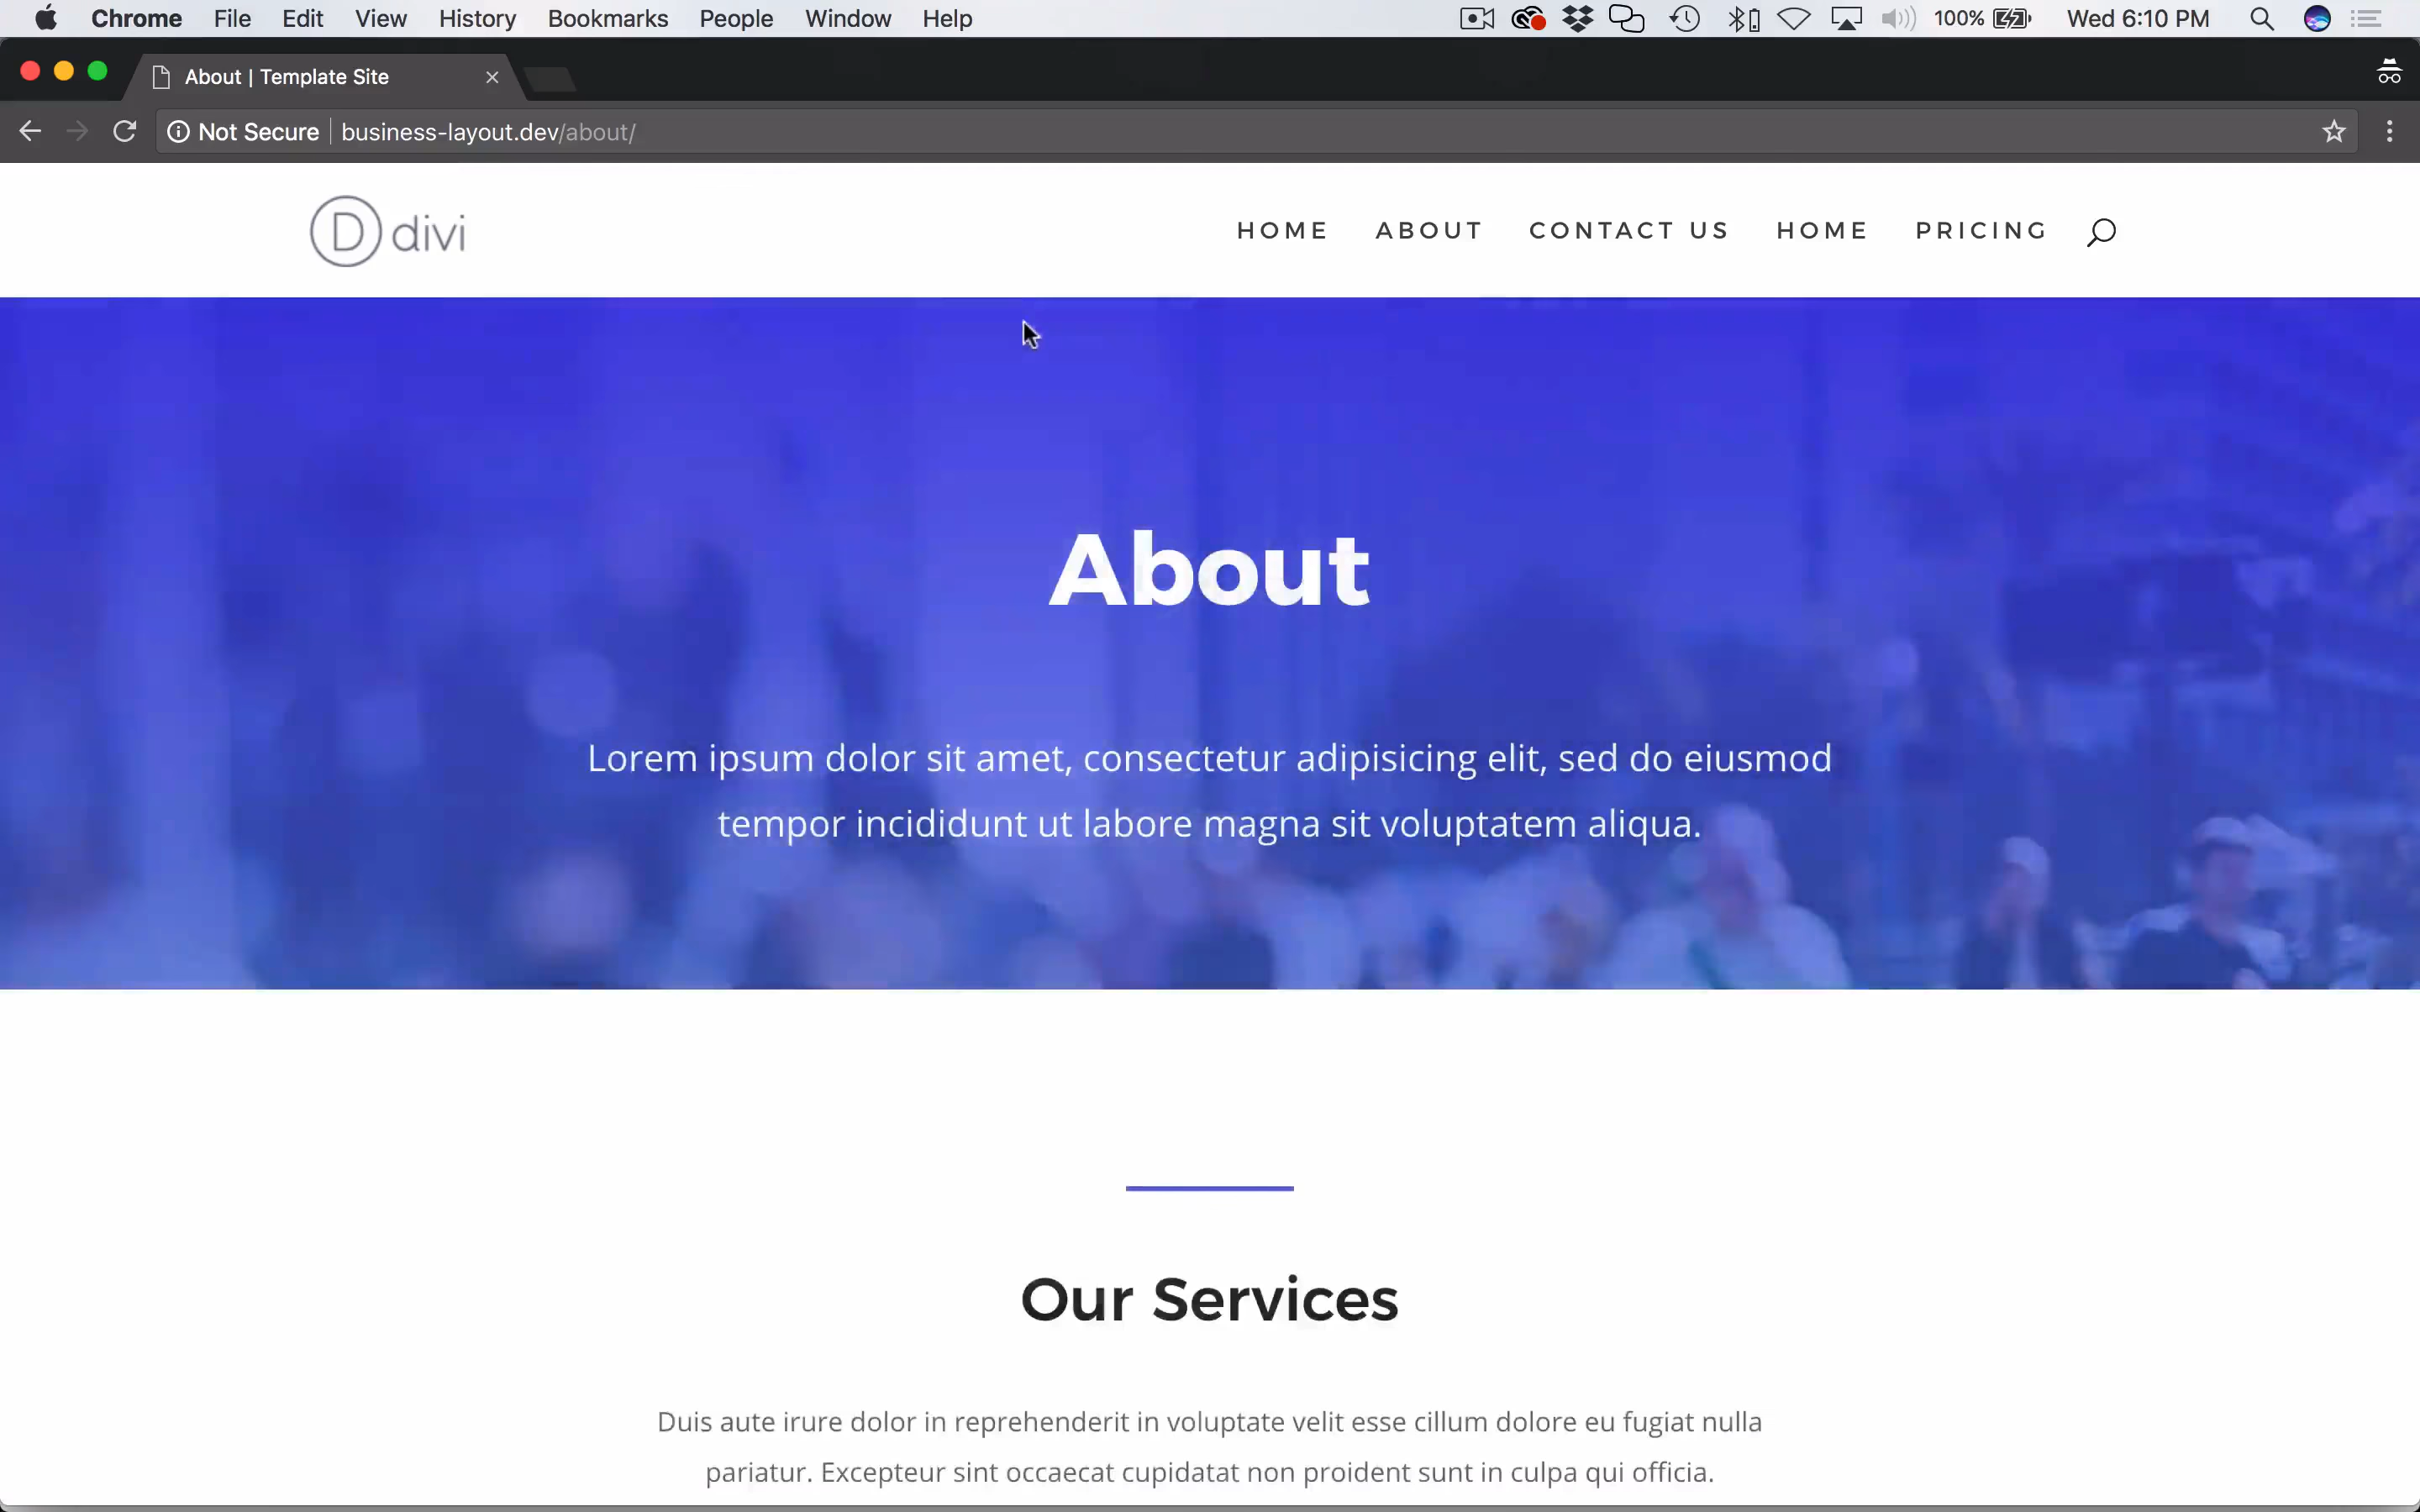 Chrome File Edit View History Bookmarks People Window Help 100% Wed 6:10 PM
About | Template Site
Not Secure business-layout.dev/about/
D divi HOME ABOUT CONTACT US HOME PRICING
About
Lorem ipsum dolor sit amet, consectetur adipisicing elit, sed do eiusmod
tempor incididunt ut labore magna sit voluptatem aliqua.
Our Services
Duis aute irure dolor in reprehenderit in voluptate velit esse cillum dolore eu fugiat nulla
pariatur. Excepteur sint occaecat cupidatat non proident sunt in culpa qui officia.